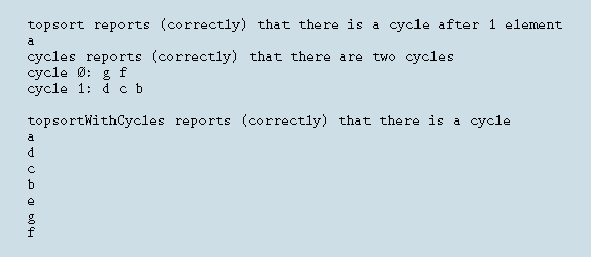 topsort reports (correctly) that there is a cycle after 1 element
a
cycles reports (correctly) that there are two cycles
cycle 0: g f
cycle 1: d c b
topsortWithCycles reports (correctly) that there is a cycle
a
d
c
b
e
g
f